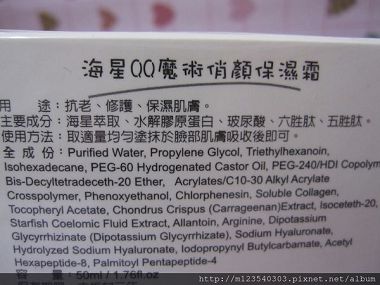 海星QQ魔術俏顏保濕霜
用 途：抗老、修護、保濕肌膚。
主要成分：海星萃取、水解膠原蛋白、玻尿酸、六胜肽、五胜肽。
使用方法：取適量均勻塗抹於臉部肌膚吸收後即可。
全 成 份：Purified Water, Propylene Glycol, Triethylhexanoin,
Isohexadecane, PEG-60 Hydrogenated Castor Oil, PEG-240/HDI Copolym
Bis-Decyltetradeceth-20 Ether, Acrylates/C10-30 Alkyl Acrylate
Crosspolymer, Phenoxyethanol, Chlorphenesin, Soluble Collagen,
Tocopheryl Acetate, Chondrus Crispus (Carrageenan)Extract, Isoceteth-20,
Starfish Coelomic Fluid Extract, Allantoin, Arginine, Dipotassium
Glycyrrhizinate (Dipotassium Glycyrrhizate), Sodium Hyaluronate,
Hydrolyzed Sodium Hyaluronate, Iodopropynyl Butylcarbamate, Acetyl
Hexapeptide-8, Palmitoyl Pentapeptide-4
容 量：50ml / 1.76fl.oz
http://m123540303.pixnet.net/album